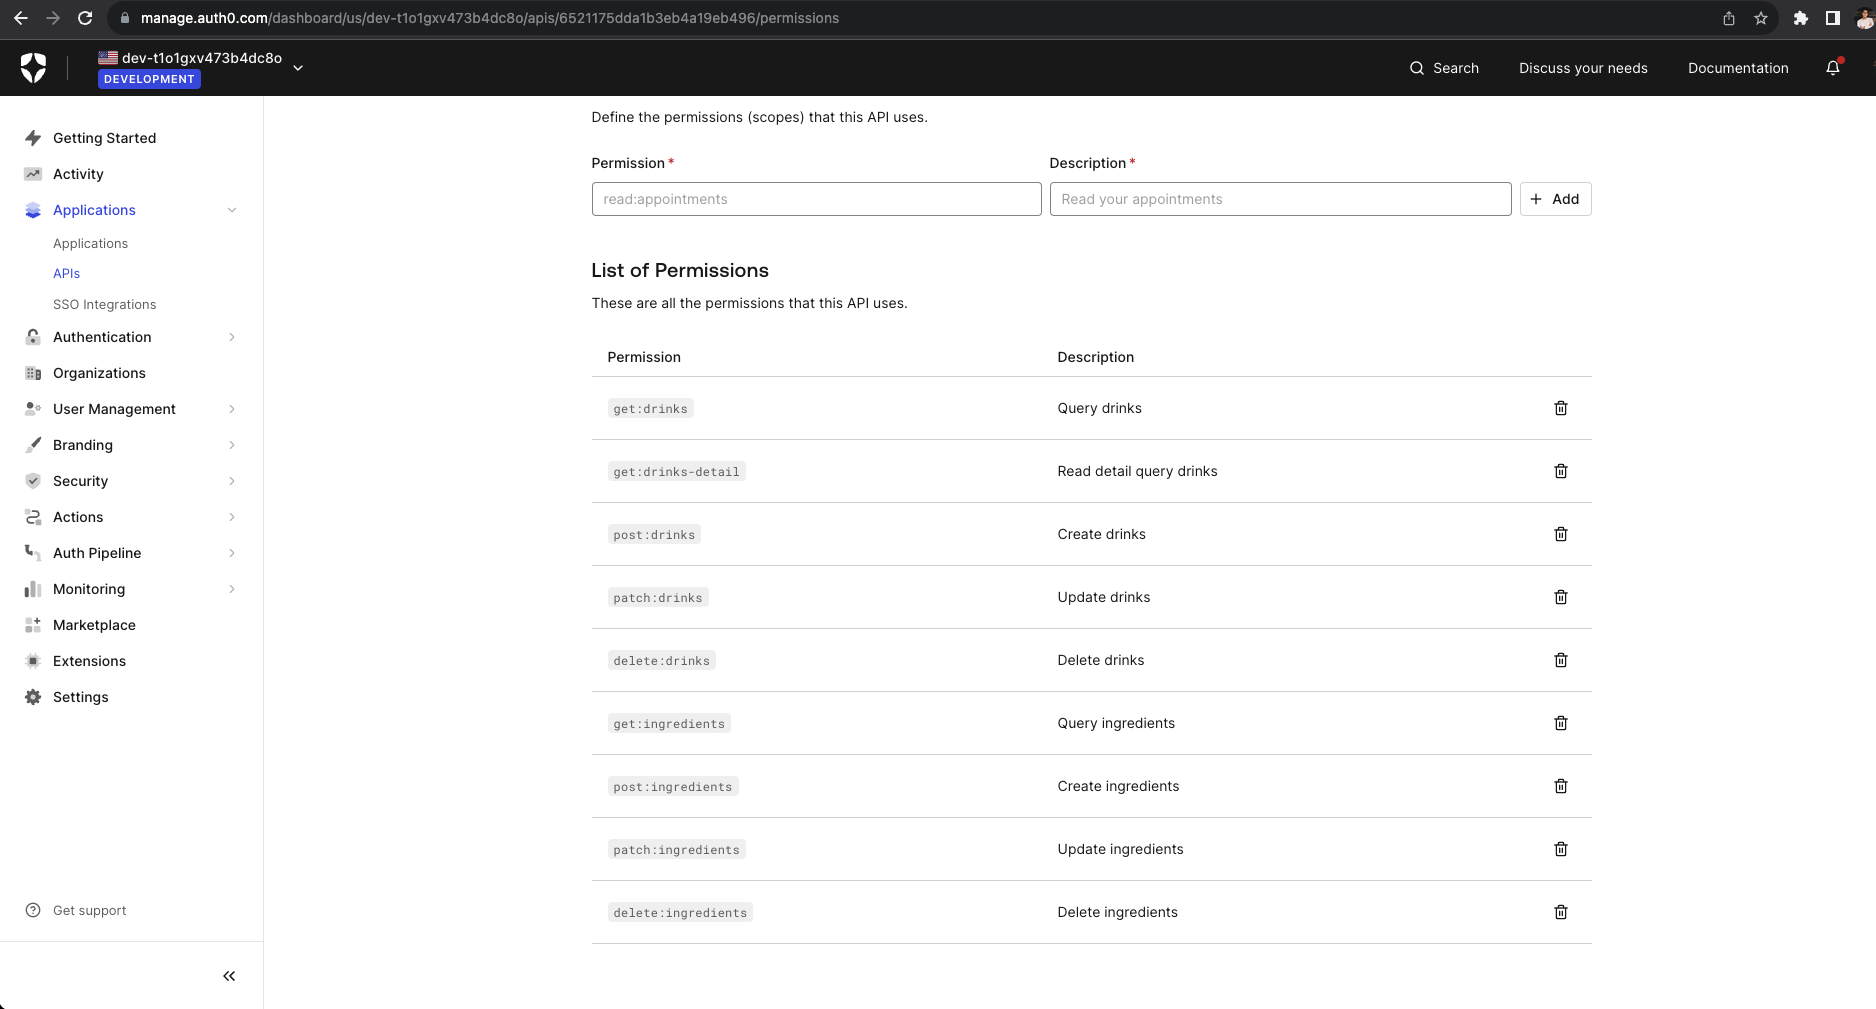 manage.auth0.com/dashboard/us/dev-t1o1gxv473b4dc8o/apis/6521175dda1b3eb4a19eb496/permissions
dev-t1o1gxv473b4dc8o
DEVELOPMENT
Search
Discuss your needs
Documentation
Getting Started
Activity
Applications
Applications
APIs
SSO Integrations
Authentication
Organizations
User Management
Branding
Security
Actions
Auth Pipeline
Monitoring
Marketplace
Extensions
Settings
Get support
Define the permissions (scopes) that this API uses.
Permission * Description *
read:appointments Read your appointments + Add
List of Permissions
These are all the permissions that this API uses.
Permission Description
get:drinks Query drinks
get:drinks-detail Read detail query drinks
post:drinks Create drinks
patch:drinks Update drinks
delete:drinks Delete drinks
get:ingredients Query ingredients
post:ingredients Create ingredients
patch:ingredients Update ingredients
delete:ingredients Delete ingredients